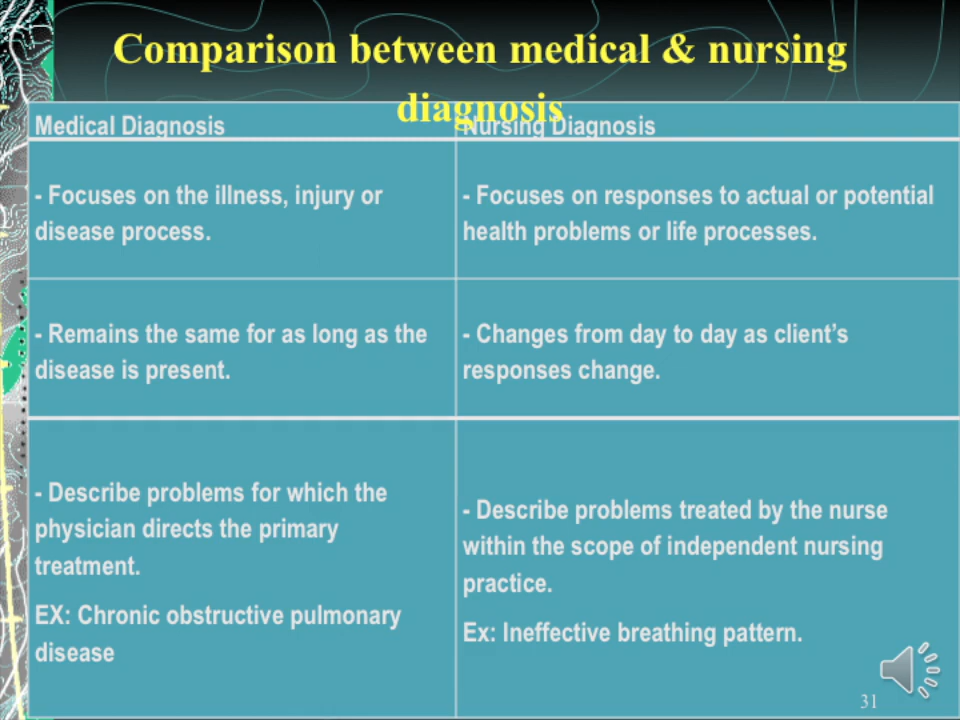 Comparison between medical & nursing
diagnosis
Medical Diagnosis
Nursing Diagnosis
- Focuses on the illness, injury or
disease process.
- Focuses on responses to actual or potential
health problems or life processes.
- Remains the same for as long as the
disease is present.
- Changes from day to day as client’s
responses change.
- Describe problems for which the
physician directs the primary
treatment.
EX: Chronic obstructive pulmonary
disease
- Describe problems treated by the nurse
within the scope of independent nursing
practice.
Ex: Ineffective breathing pattern.
31